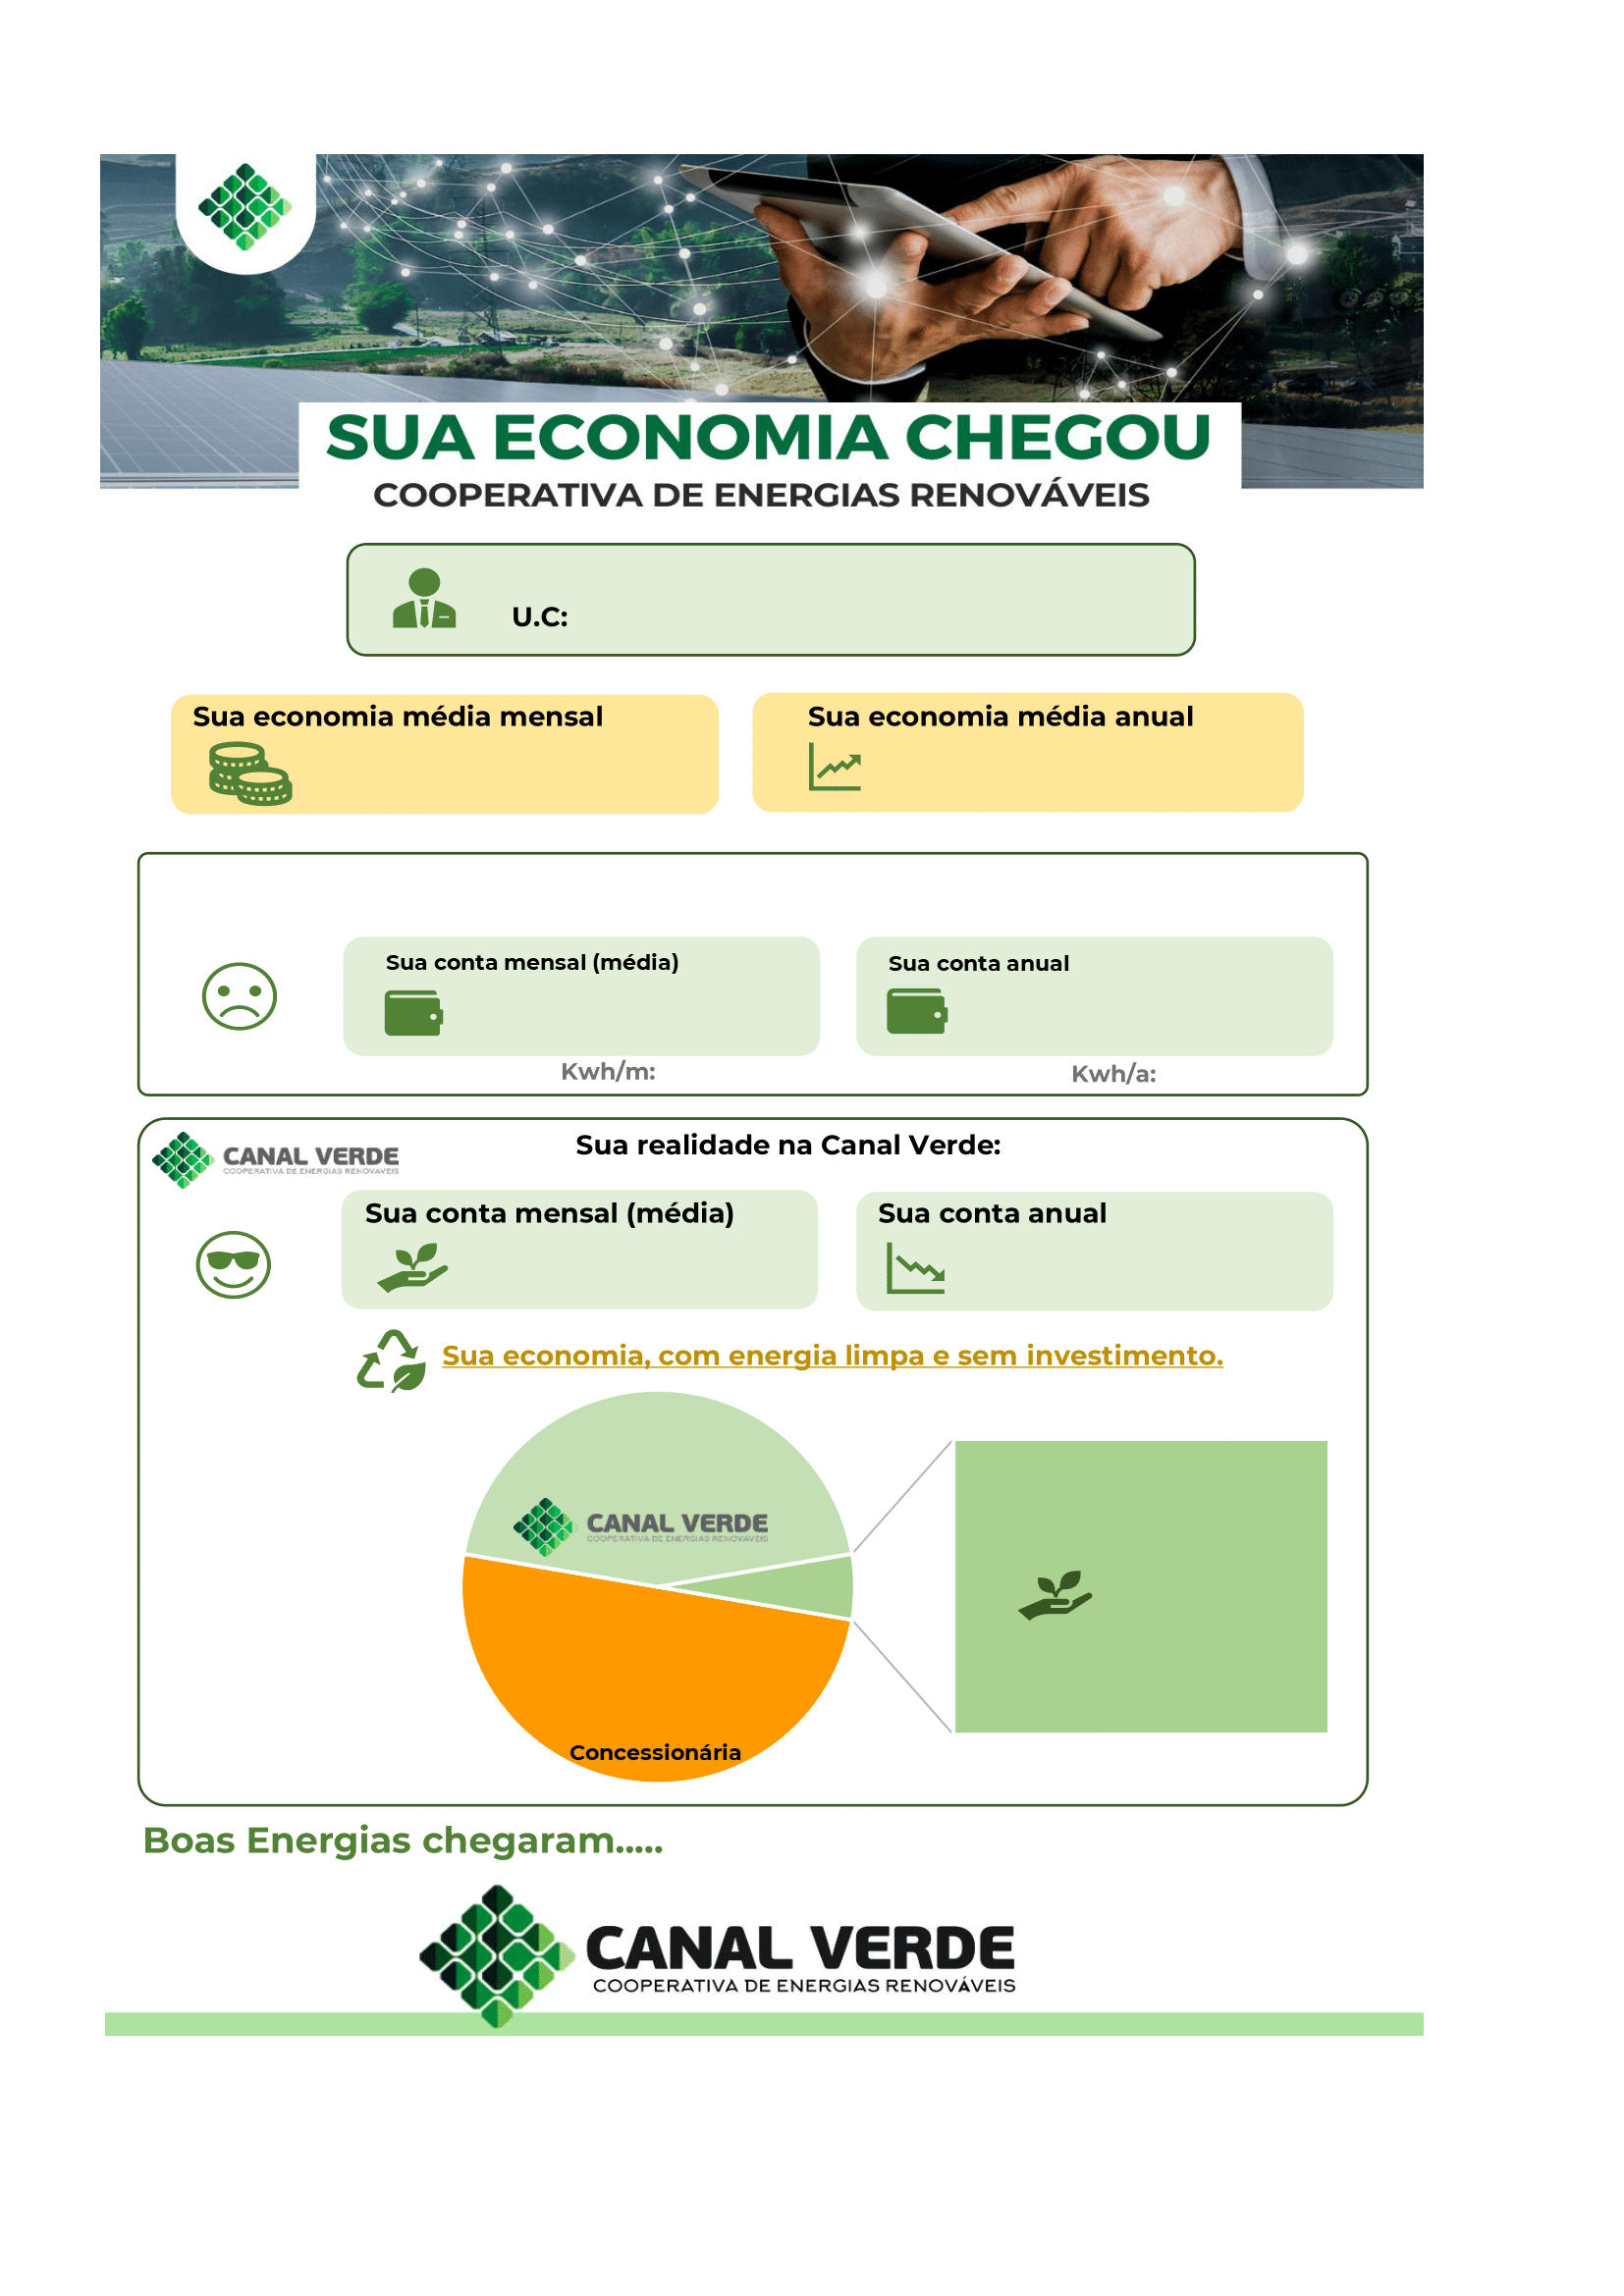 SUA ECONOMIA CHEGOU
COOPERATIVA DE ENERGIAS RENOVÁVEIS
U.C:
Sua economia média mensal
Sua economia média anual
Sua conta mensal (média)
Sua conta anual
Kwh/m:
Kwh/a:
CANAL VERDE
COOPERATIVA DE ENERGIAS RENOVÁVEIS
Sua realidade na Canal Verde:
Sua conta mensal (média)
Sua conta anual
Sua economia, com energia limpa e sem investimento.
CANAL VERDE
COOPERATIVA DE ENERGIAS RENOVÁVEIS
Concessionária
Boas Energias chegaram.....
CANAL VERDE
COOPERATIVA DE ENERGIAS RENOVÁVEIS